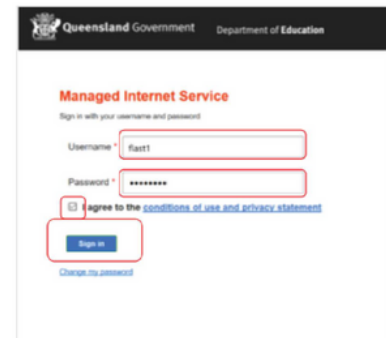 Queensland Government Department of Education
Managed Internet Service
Sign in with your username and password
Username * flast1
Password * ••••••••
I agree to the conditions of use and privacy statement
Sign in
Change my password